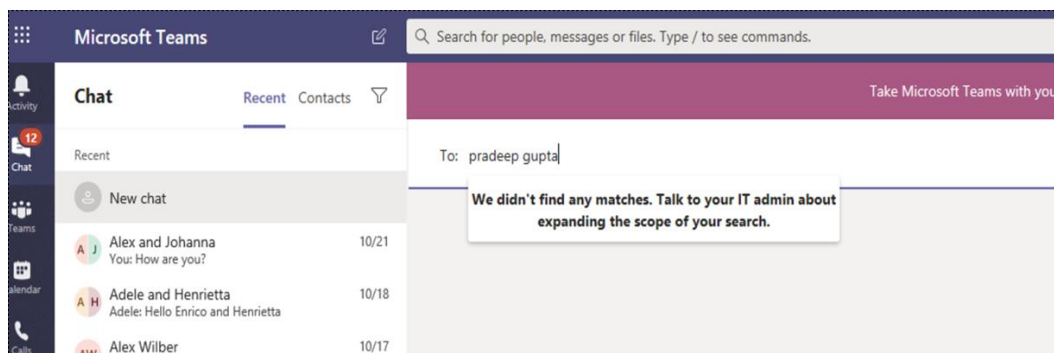 Microsoft Teams
Search for people, messages or files. Type / to see commands.
Activity
Chat
Recent Contacts
Take Microsoft Teams with you
12
Chat
Recent
To: pradeep gupta
New chat
We didn't find any matches. Talk to your IT admin about
expanding the scope of your search.
Teams
A J
Alex and Johanna 10/21
You: How are you?
alendar
A H
Adele and Henrietta 10/18
Adele: Hello Enrico and Henrietta
Calls
AW
Alex Wilber 10/17